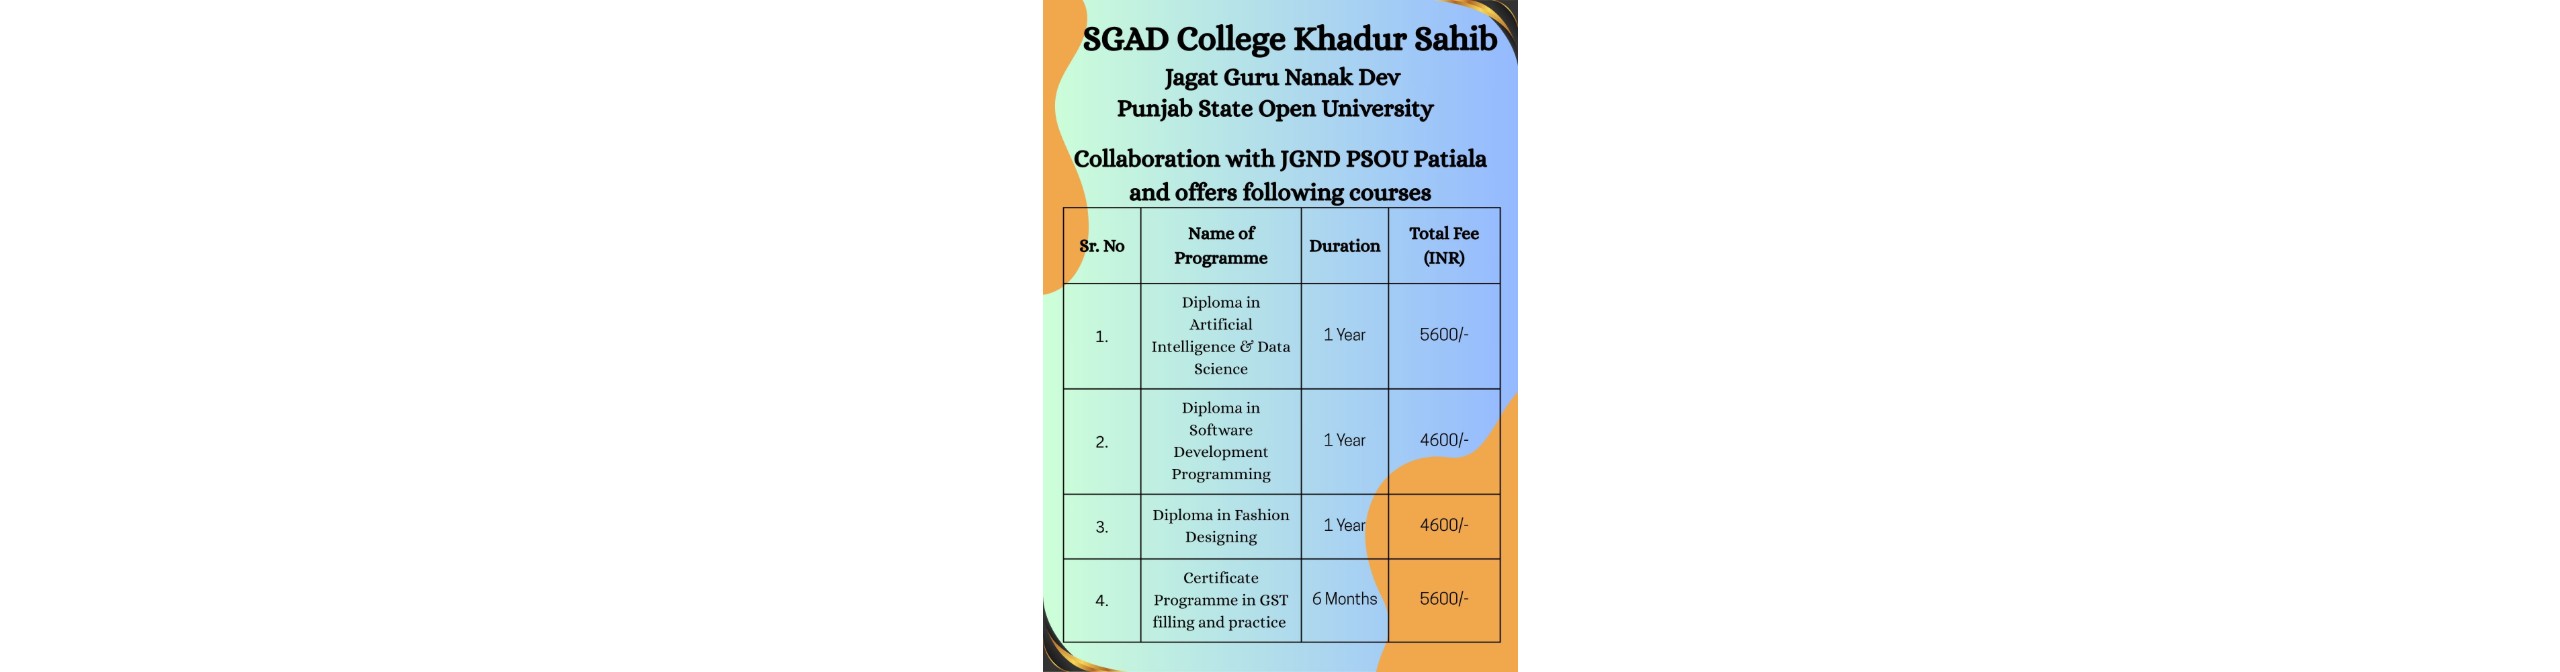 SGAD College Khadur Sahib
Jagat Guru Nanak Dev
Punjab State Open University
Collaboration with JGND PSOU Patiala
and offers following courses
Sr. No
Name of
Programme
Duration
Total Fee
(INR)
1.
Diploma in
Artificial
Intelligence & Data
Science
1 Year
5600/-
2.
Diploma in
Software
Development
Programming
1 Year
4600/-
3.
Diploma in Fashion
Designing
1 Year
4600/-
4.
Certificate
Programme in GST
filling and practice
6 Months
5600/-